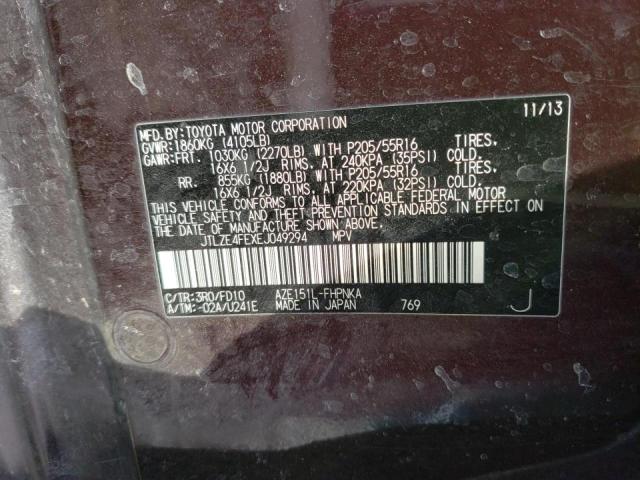 11/13
MFD.BY:TOYOTA MOTOR CORPORATION
GVWR:1860KG (4105LB)
GAWR:FRT. 1030KG (2270LB) WITH P205/55R16 TIRES.
16X6 1/2J RIMS, AT 240KPA (35PSI) COLD.
RR. 855KG (1880LB) WITH P205/55R16 TIRES.
16X6 1/2J RIMS, AT 220KPA (32PSI) COLD.
THIS VEHICLE CONFORMS TO ALL APPLICABLE FEDERAL MOTOR
VEHICLE SAFETY AND THEFT PREVENTION STANDARDS IN EFFECT ON
THE DATE OF MANUFACTURE SHOWN ABOVE.
JTLZE4FEXEJ049294 MPV
C/TR:3R0/FD10 AZE151L-FHPNKA
A/TM:-02A/U241E MADE IN JAPAN 769 J